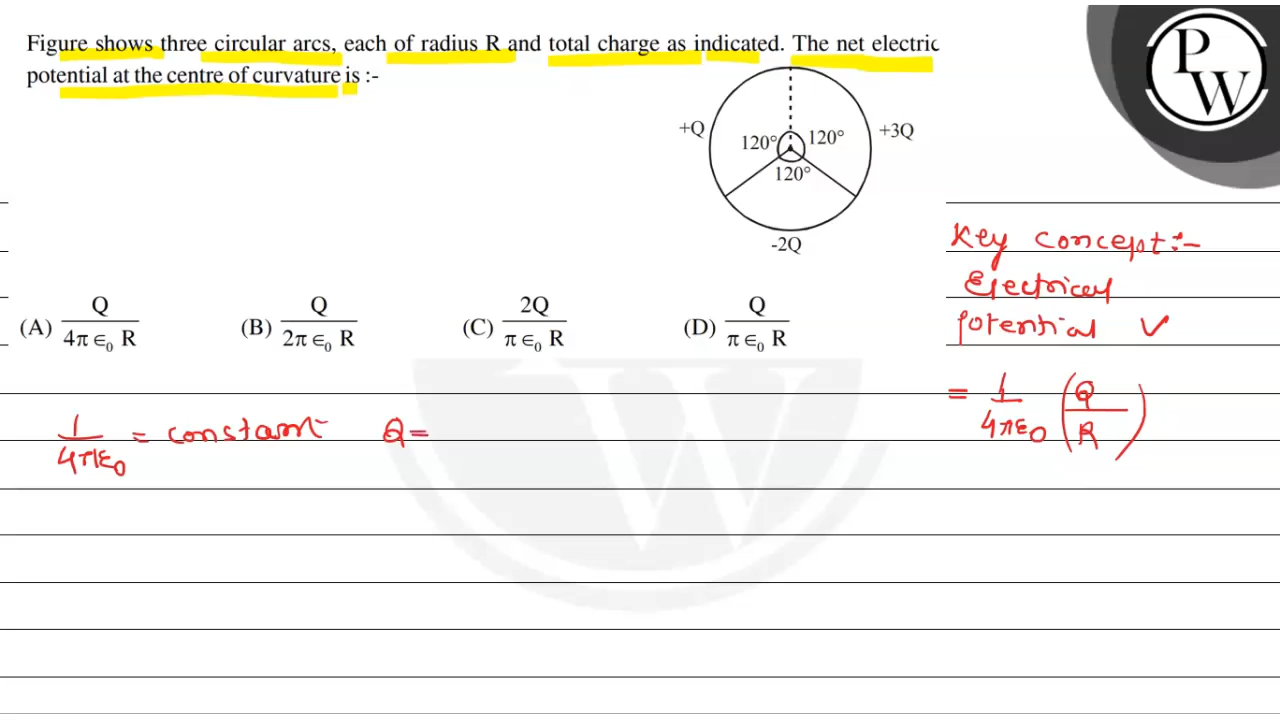 Figure shows three circular arcs, each of radius R and total charge as indicated. The net electric
potential at the centre of curvature is :-
+Q
120°
120°
+3Q
120°
-2Q
(A) Q / 4π ∈₀ R
(B) Q / 2π ∈₀ R
(C) 2Q / π ∈₀ R
(D) Q / π ∈₀ R
P
W
Key concept:-
Electrical
potential ✓
= 1 / 4πε₀ (Q / R)
1 / 4πε₀ = constant Q =
W